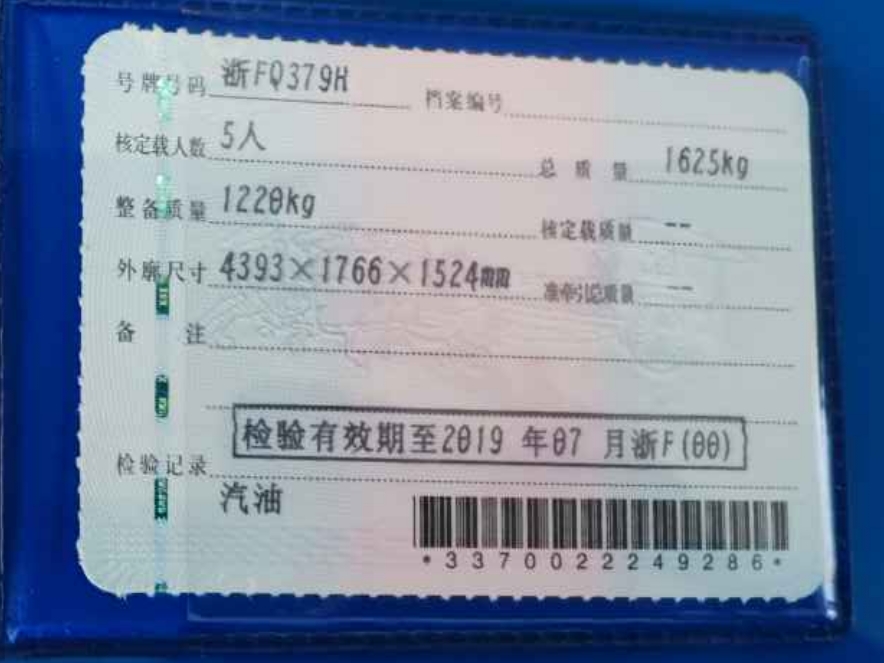 号牌号码 浙FQ379H 档案编号
核定载人数 5人 总质量 1625kg
整备质量 1220kg 核定载质量 --
外廓尺寸 4393×1766×1524mm 准牵引总质量 --
备注
检验有效期至2019年07月浙F(00)
检验记录
汽油
*3370022249286*